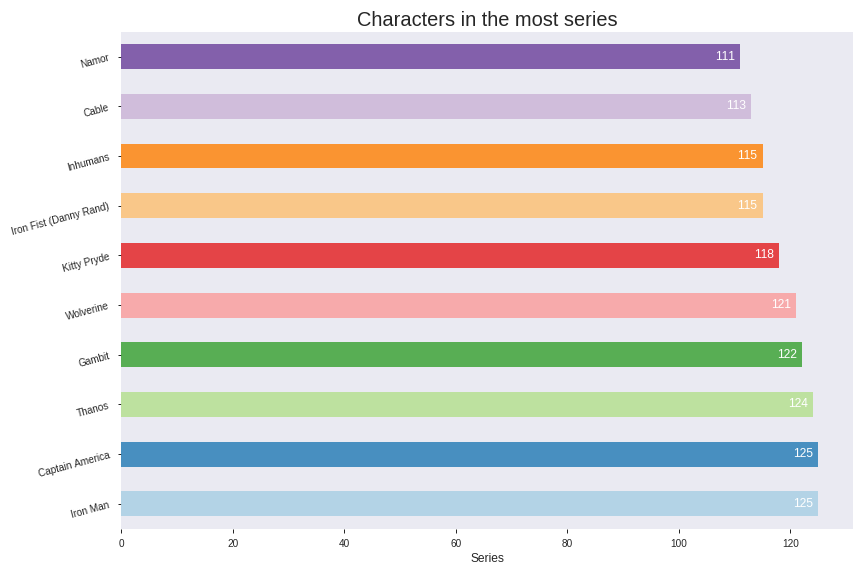 Characters in the most series
Namor 111
Cable 113
Inhumans 115
Iron Fist (Danny Rand) 115
Kitty Pryde 118
Wolverine 121
Gambit 122
Thanos 124
Captain America 125
Iron Man 125
0 20 40 60 80 100 120
Series